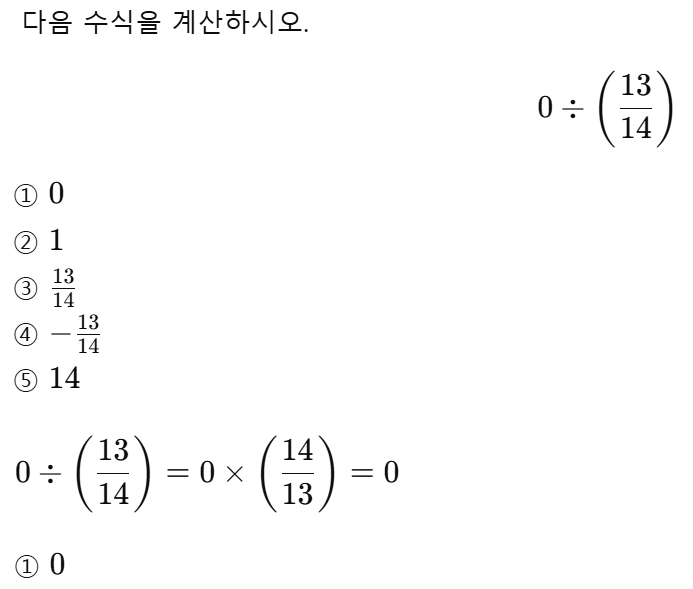 다음 수식을 계산하시오.
0 ÷ (13/14)
① 0
② 1
③ 13/14
④ −13/14
⑤ 14
0 ÷ (13/14) = 0 × (14/13) = 0
① 0